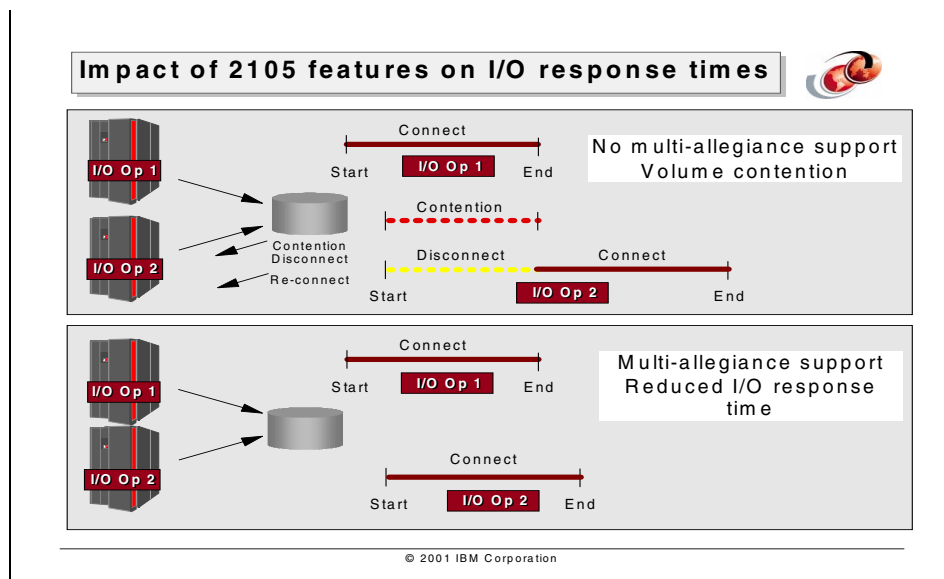 Impact of 2105 features on I/O response times
I/O Op 1
I/O Op 2
Contention
Disconnect
Re-connect
Connect
Start
I/O Op 1
End
Contention
Disconnect
Connect
Start
I/O Op 2
End
No multi-allegiance support
Volume contention
I/O Op 1
I/O Op 2
Connect
Start
I/O Op 1
End
Connect
Start
I/O Op 2
End
Multi-allegiance support
Reduced I/O response
time
© 2001 IBM Corporation